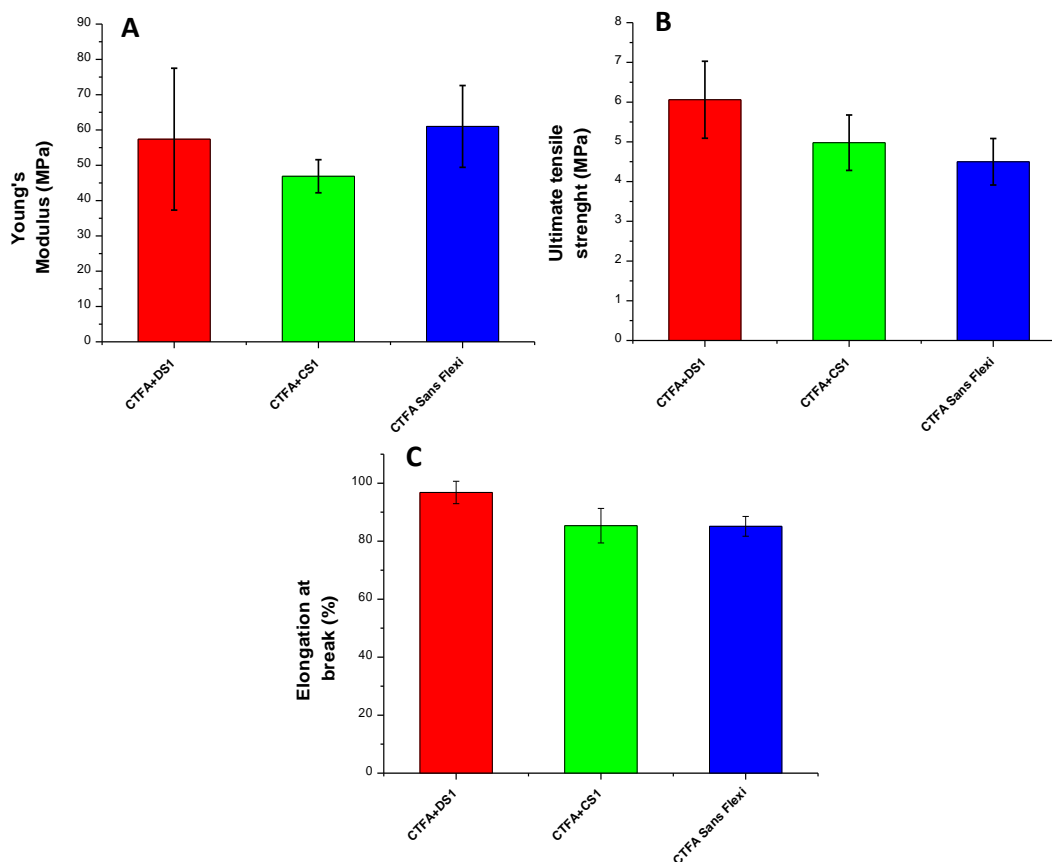 A
Young's
Modulus (MPa)
90
80
70
60
50
40
30
20
10
0
CTFA+DS1
CTFA+CS1
CTFA Sans Flexi
B
Ultimate tensile
strenght (MPa)
8
7
6
5
4
3
2
1
0
CTFA+DS1
CTFA+CS1
CTFA Sans Flexi
C
Elongation at
break (%)
100
80
60
40
20
0
CTFA+DS1
CTFA+CS1
CTFA Sans Flexi